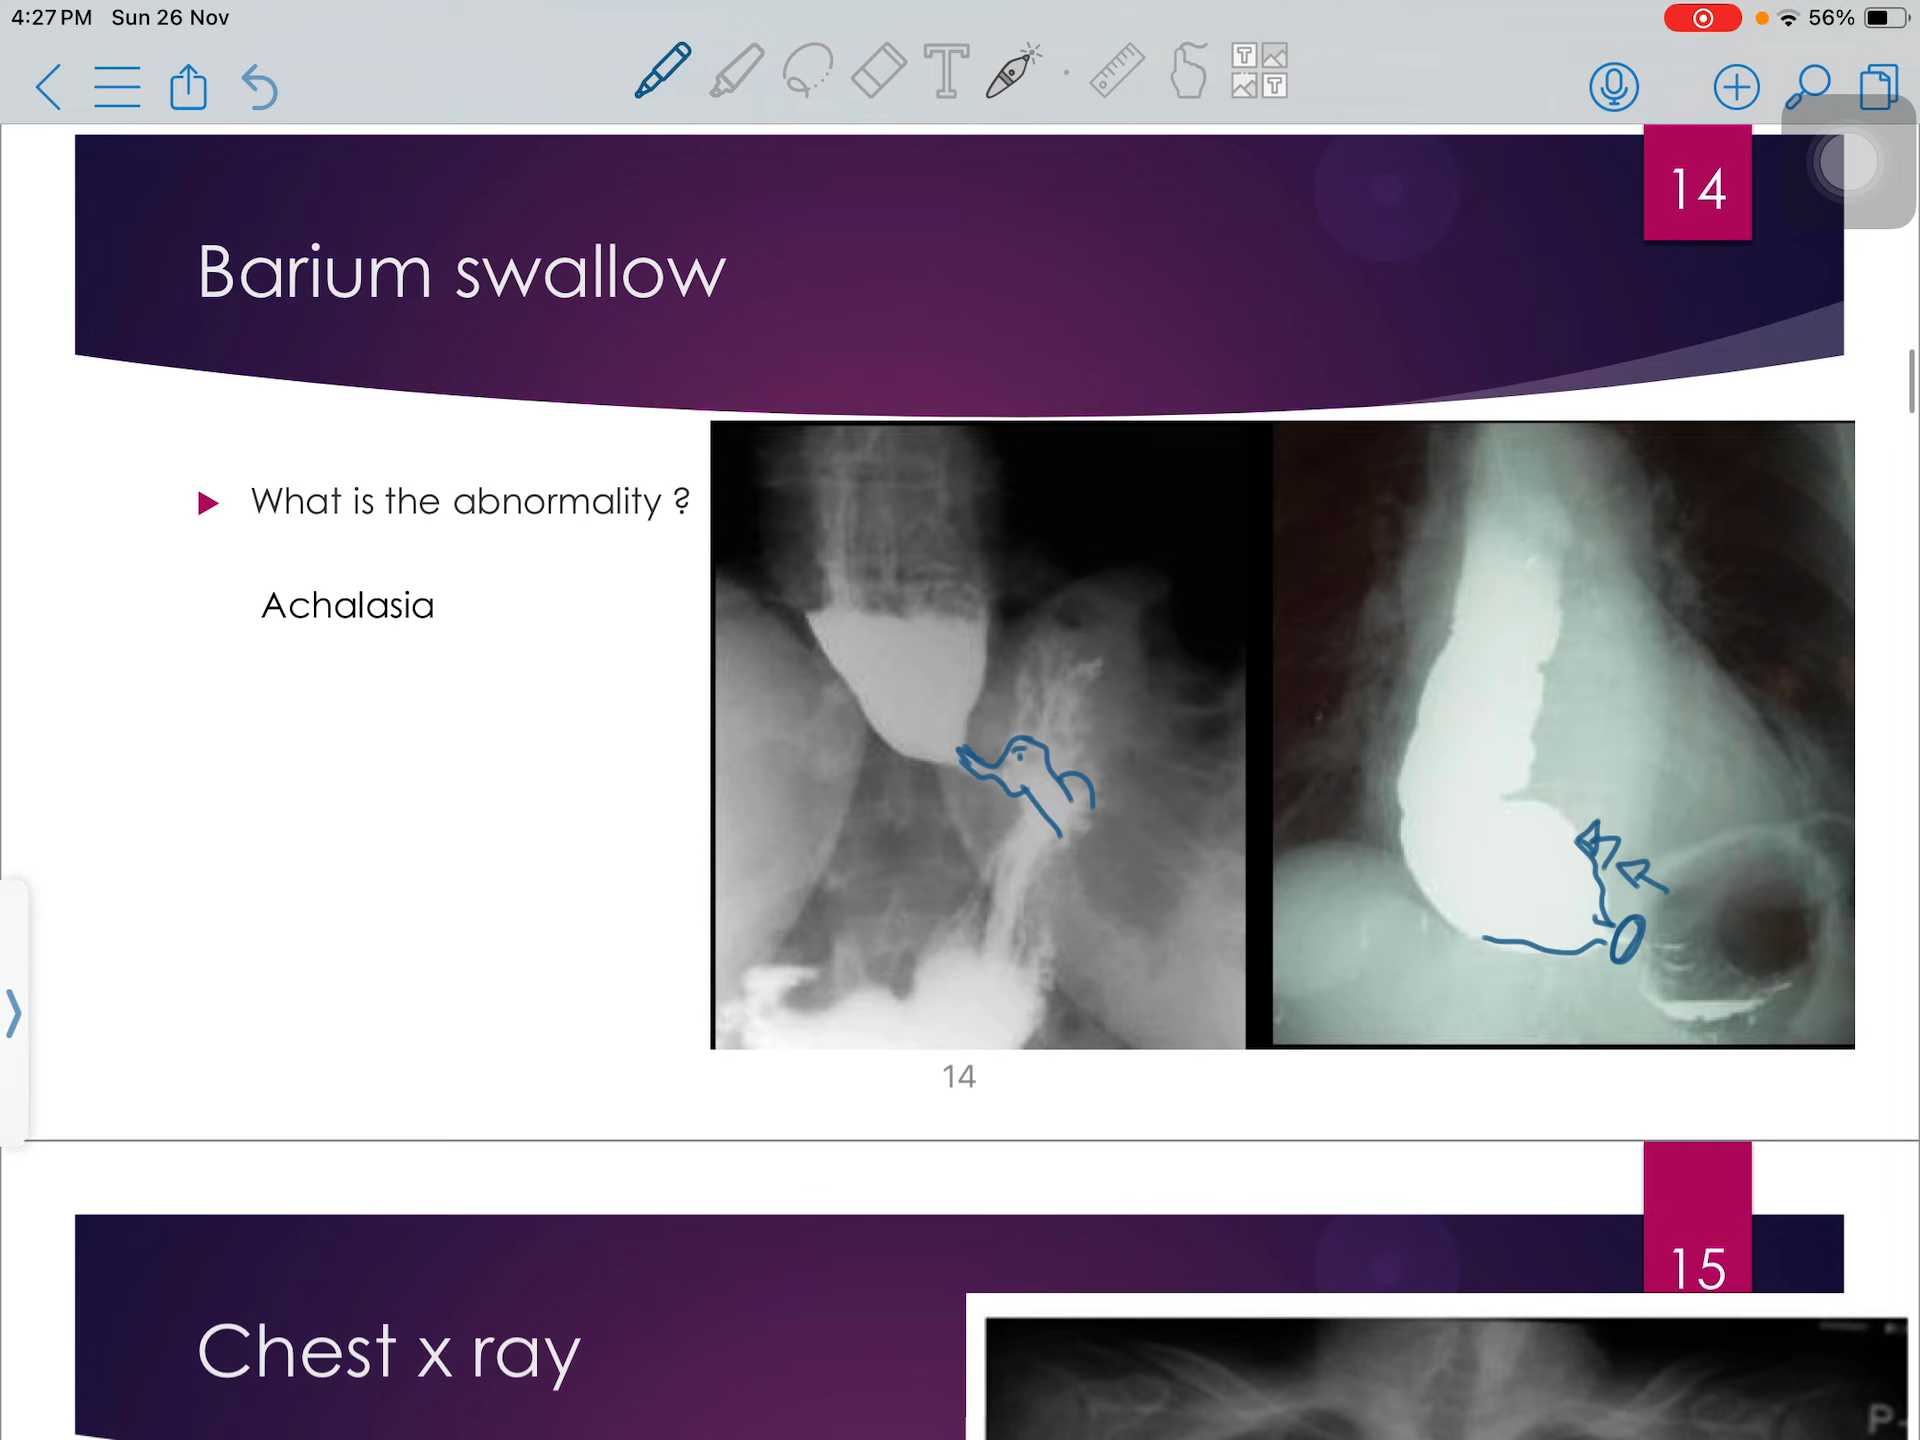 4:27 PM Sun 26 Nov
56%
14
Barium swallow
What is the abnormality ?
Achalasia
14
15
Chest x ray
P